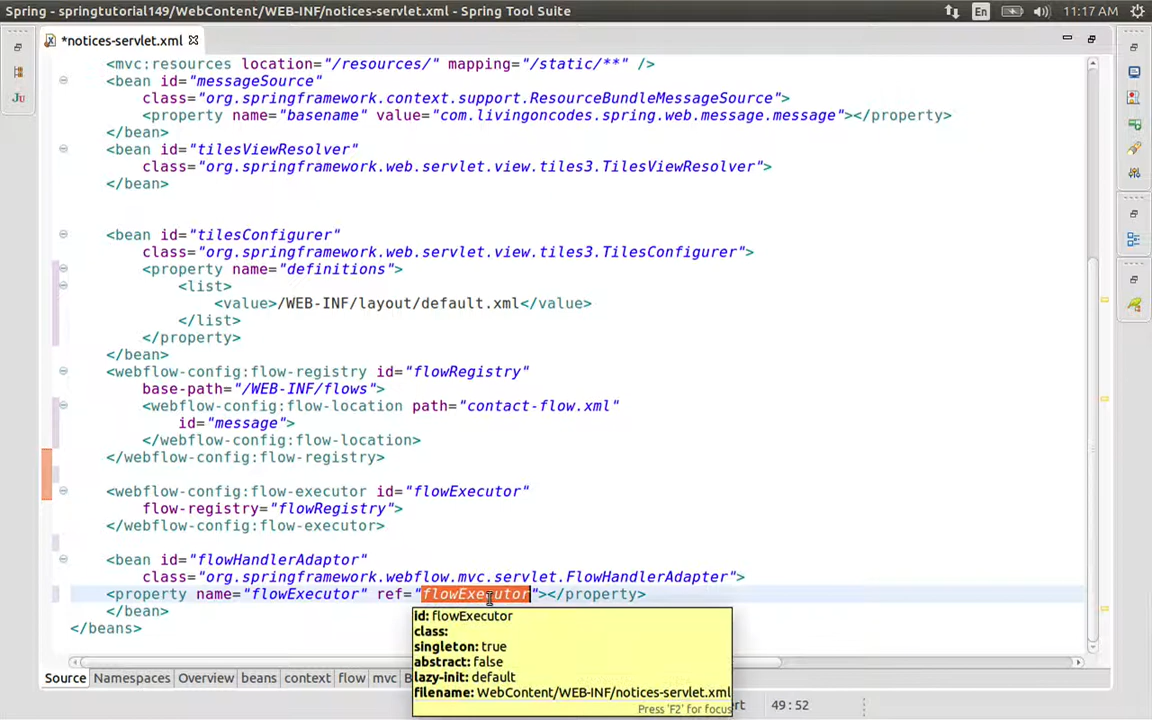 Spring - springtutorial149/WebContent/WEB-INF/notices-servlet.xml - Spring Tool Suite
En
11:17 AM
*notices-servlet.xml
<mvc:resources location="/resources/" mapping="/static/**" />
<bean id="messageSource"
class="org.springframework.context.support.ResourceBundleMessageSource">
<property name="basename" value="com.livingoncodes.spring.web.message.message"></property>
</bean>
<bean id="tilesViewResolver"
class="org.springframework.web.servlet.view.tiles3.TilesViewResolver">
</bean>
<bean id="tilesConfigurer"
class="org.springframework.web.servlet.view.tiles3.TilesConfigurer">
<property name="definitions">
<list>
<value>/WEB-INF/layout/default.xml</value>
</list>
</property>
</bean>
<webflow-config:flow-registry id="flowRegistry"
base-path="/WEB-INF/flows">
<webflow-config:flow-location path="contact-flow.xml"
id="message">
</webflow-config:flow-location>
</webflow-config:flow-registry>
<webflow-config:flow-executor id="flowExecutor"
flow-registry="flowRegistry">
</webflow-config:flow-executor>
<bean id="flowHandlerAdaptor"
class="org.springframework.webflow.mvc.servlet.FlowHandlerAdapter">
<property name="flowExecutor" ref="flowExecutor"></property>
</bean>
</beans>
id: flowExecutor
class:
singleton: true
abstract: false
lazy-init: default
filename: WebContent/WEB-INF/notices-servlet.xml
Press 'F2' for focus
Source Namespaces Overview beans context flow mvc
49:52
Ju